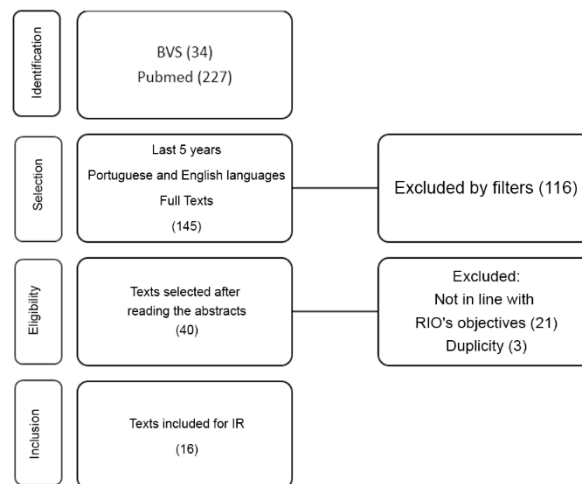 Identification
BVS (34)
Pubmed (227)
Selection
Last 5 years
Portuguese and English languages
Full Texts
(145)
Excluded by filters (116)
Eligibility
Texts selected after
reading the abstracts
(40)
Excluded:
Not in line with
RIO's objectives (21)
Duplicity (3)
Inclusion
Texts included for IR
(16)